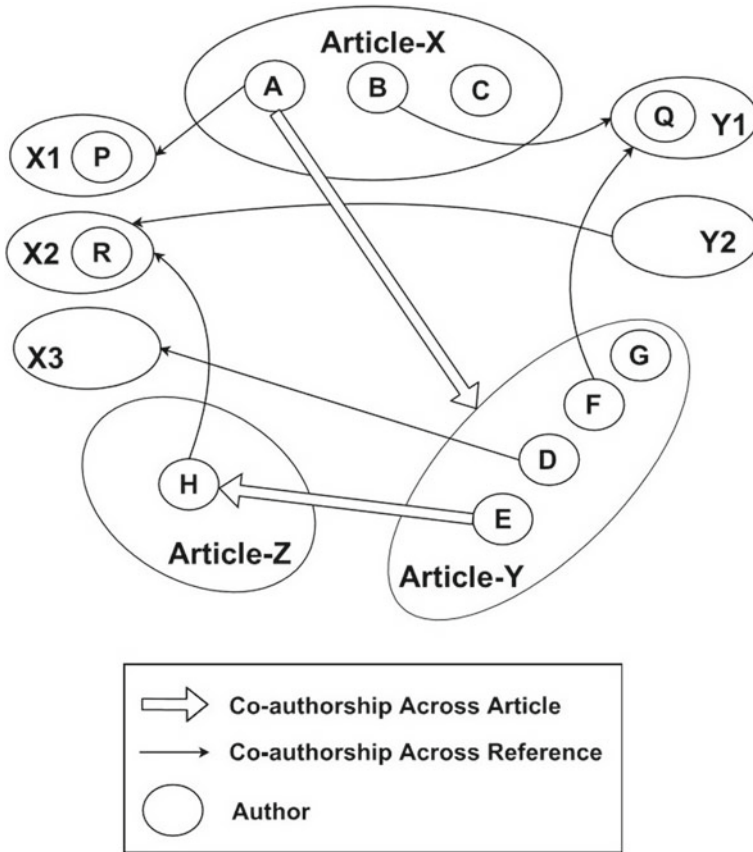 Article-X
A B C
Q Y1
X1 P
X2 R
Y2
X3
G
F
D
H
E
Article-Z
Article-Y
Co-authorship Across Article
Co-authorship Across Reference
Author